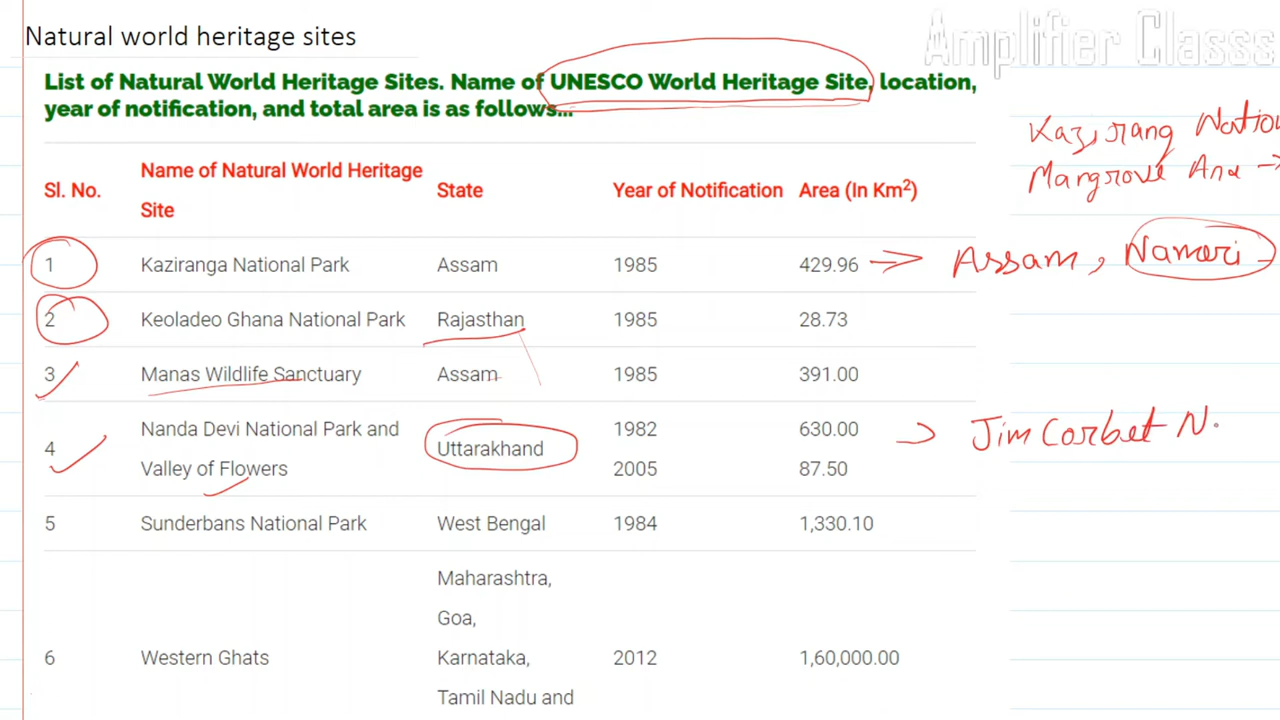 Natural world heritage sites
Amplifier Classs
List of Natural World Heritage Sites. Name of UNESCO World Heritage Site, location,
year of notification, and total area is as follows...
Kazirang Nation
Mangrove Area →
Sl. No. Name of Natural World Heritage Site State Year of Notification Area (In Km2)
1 Kaziranga National Park Assam 1985 429.96 ⇒ Assam, Nameri -
2 Keoladeo Ghana National Park Rajasthan 1985 28.73
3 Manas Wildlife Sanctuary Assam 1985 391.00
Nanda Devi National Park and 1982 630.00
4 Uttarakhand → Jim Corbet N.
Valley of Flowers 2005 87.50
5 Sunderbans National Park West Bengal 1984 1,330.10
Maharashtra,
Goa,
6 Western Ghats Karnataka, 2012 1,60,000.00
Tamil Nadu and